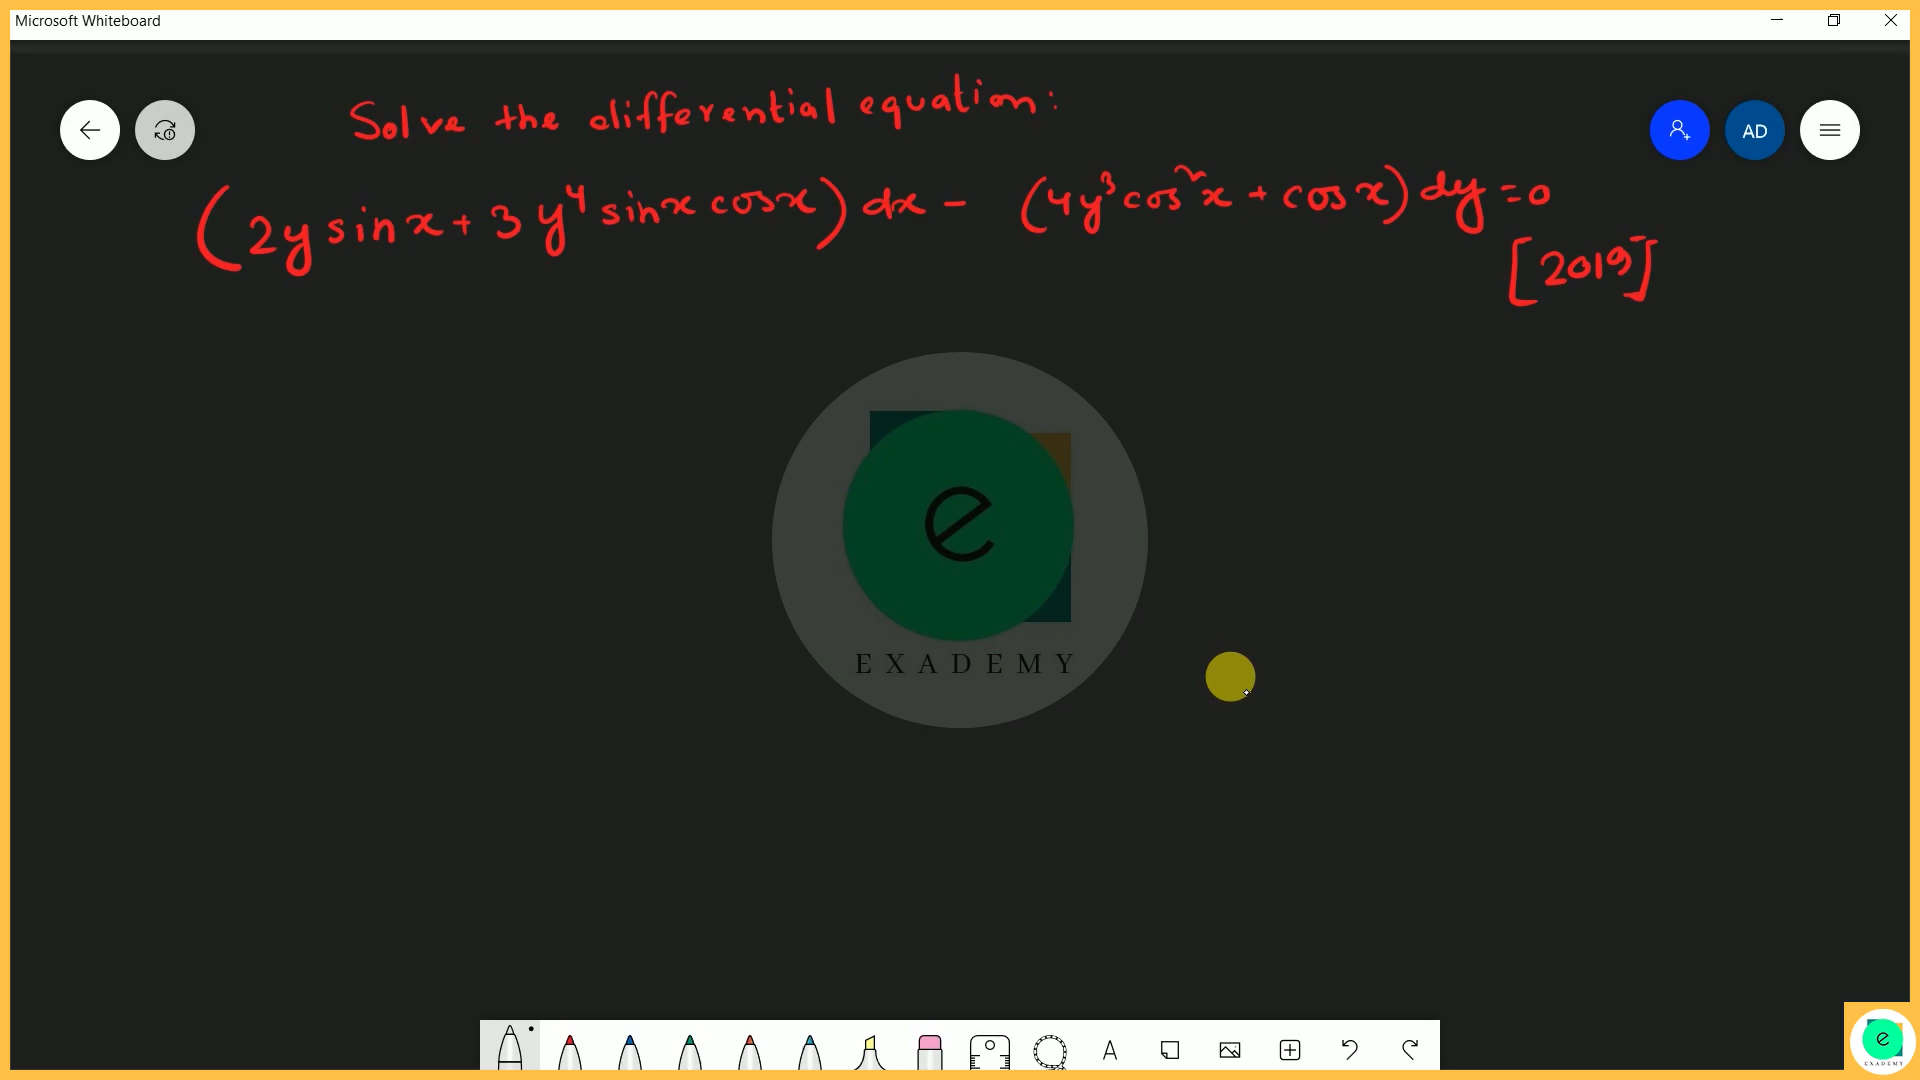 Microsoft Whiteboard
Solve the differential equation:
AD
(2y sinx + 3y⁴ sinx cosx) dx - (4y³ cos²x + cosx) dy = 0
[2019]
e
EXADEMY
A
e
EXADEMY